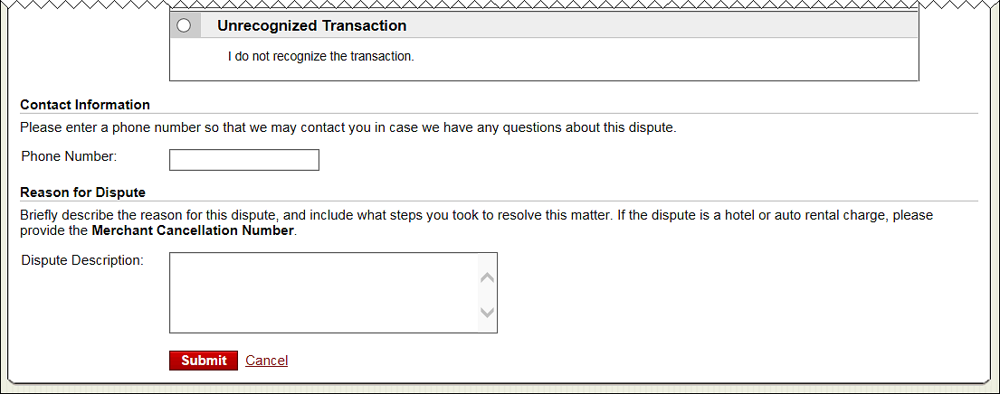 Unrecognized Transaction
I do not recognize the transaction.
Contact Information
Please enter a phone number so that we may contact you in case we have any questions about this dispute.
Phone Number:
Reason for Dispute
Briefly describe the reason for this dispute, and include what steps you took to resolve this matter. If the dispute is a hotel or auto rental charge, please
provide the Merchant Cancellation Number.
Dispute Description:
Submit Cancel